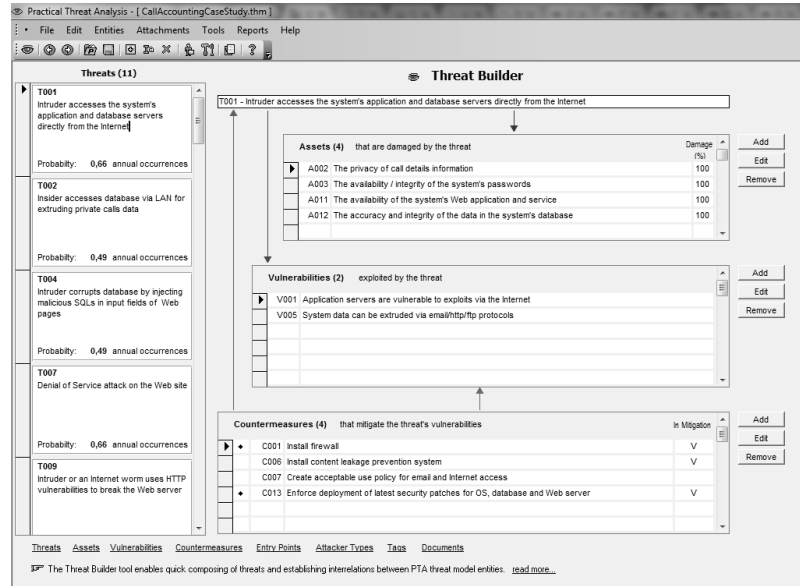 Practical Threat Analysis - [ CallAccountingCaseStudy.thm ]
File Edit Entities Attachments Tools Reports Help
Threats (11)
T001
Intruder accesses the system's
application and database servers
directly from the Internet
Probabilty: 0,66 annual occurrences
T002
Insider accesses database via LAN for
extruding private calls data
Probabilty: 0,49 annual occurrences
T004
Intruder corrupts database by injecting
malicious SQLs in input fields of Web
pages
Probabilty: 0,49 annual occurrences
T007
Denial of Service attack on the Web site
Probabilty: 0,66 annual occurrences
T009
Intruder or an Internet worm uses HTTP
vulnerabilities to break the Web server
Threat Builder
T001 - Intruder accesses the system's application and database servers directly from the Internet
Assets (4) that are damaged by the threat Damage
(%)
A002 The privacy of call details information 100
A003 The availability / integrity of the system's passwords 100
A011 The availability of the system's Web application and service 100
A012 The accuracy and integrity of the data in the system's database 100
Add
Edit
Remove
Vulnerabilities (2) exploited by the threat
V001 Application servers are vulnerable to exploits via the Internet
V005 System data can be extruded via email/http/ftp protocols
Add
Edit
Remove
Countermeasures (4) that mitigate the threat's vulnerabilities In Mitigation
C001 Install firewall V
C006 Install content leakage prevention system V
C007 Create acceptable use policy for email and Internet access
C013 Enforce deployment of latest security patches for OS, database and Web server V
Add
Edit
Remove
Threats Assets Vulnerabilities Countermeasures Entry Points Attacker Types Tags Documents
The Threat Builder tool enables quick composing of threats and establishing interrelations between PTA threat model entities. read more...